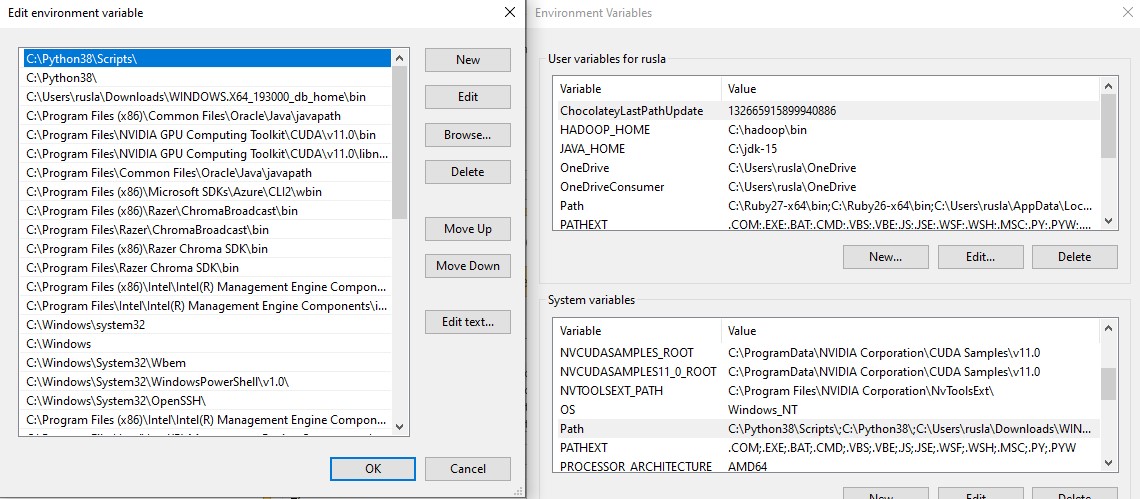 Edit environment variable
C:\Python38\Scripts\
C:\Python38\
C:\Users\rusla\Downloads\WINDOWS.X64_193000_db_home\bin
C:\Program Files (x86)\Common Files\Oracle\Java\javapath
C:\Program Files\NVIDIA GPU Computing Toolkit\CUDA\v11.0\bin
C:\Program Files\NVIDIA GPU Computing Toolkit\CUDA\v11.0\libn...
C:\Program Files\Common Files\Oracle\Java\javapath
C:\Program Files (x86)\Microsoft SDKs\Azure\CLI2\wbin
C:\Program Files (x86)\Razer\ChromaBroadcast\bin
C:\Program Files\Razer\ChromaBroadcast\bin
C:\Program Files (x86)\Razer Chroma SDK\bin
C:\Program Files\Razer Chroma SDK\bin
C:\Program Files (x86)\Intel\Intel(R) Management Engine Compon...
C:\Program Files\Intel\Intel(R) Management Engine Components\i...
C:\Windows\system32
C:\Windows
C:\Windows\System32\Wbem
C:\Windows\System32\WindowsPowerShell\v1.0\
C:\Windows\System32\OpenSSH\
C:\Program Files (x86)\Intel\Intel(R) Management Engine Compon...
New
Edit
Browse...
Delete
Move Up
Move Down
Edit text...
OK
Cancel
Environment Variables
User variables for rusla
Variable Value
ChocolateyLastPathUpdate 132665915899940886
HADOOP_HOME C:\hadoop\bin
JAVA_HOME C:\jdk-15
OneDrive C:\Users\rusla\OneDrive
OneDriveConsumer C:\Users\rusla\OneDrive
Path C:\Ruby27-x64\bin;C:\Ruby26-x64\bin;C:\Users\rusla\AppData\Loc...
PATHEXT .COM;.EXE;.BAT;.CMD;.VBS;.VBE;.JS;.JSE;.WSF;.WSH;.MSC;.PY;.PYW;...
New... Edit... Delete
System variables
Variable Value
NVCUDASAMPLES_ROOT C:\ProgramData\NVIDIA Corporation\CUDA Samples\v11.0
NVCUDASAMPLES11_0_ROOT C:\ProgramData\NVIDIA Corporation\CUDA Samples\v11.0
NVTOOLSEXT_PATH C:\Program Files\NVIDIA Corporation\NvToolsExt\
OS Windows_NT
Path C:\Python38\Scripts\;C:\Python38\;C:\Users\rusla\Downloads\WIN...
PATHEXT .COM;.EXE;.BAT;.CMD;.VBS;.VBE;.JS;.JSE;.WSF;.WSH;.MSC;.PY;.PYW
PROCESSOR_ARCHITECTURE AMD64
New... Edit... Delete